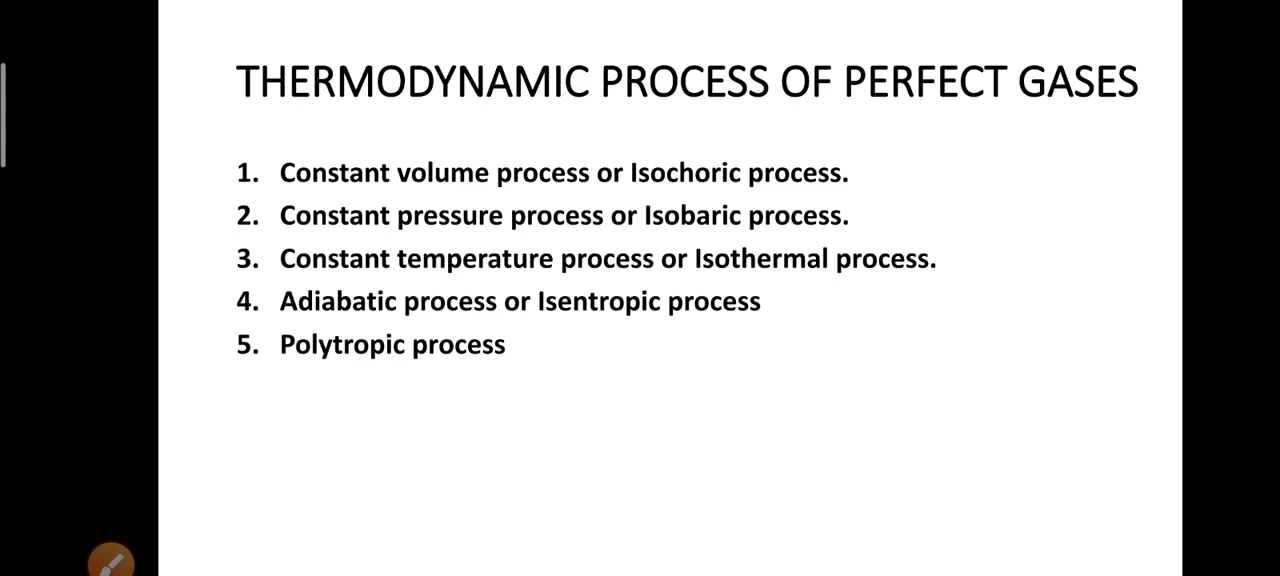 THERMODYNAMIC PROCESS OF PERFECT GASES
1. Constant volume process or Isochoric process.
2. Constant pressure process or Isobaric process.
3. Constant temperature process or Isothermal process.
4. Adiabatic process or Isentropic process
5. Polytropic process